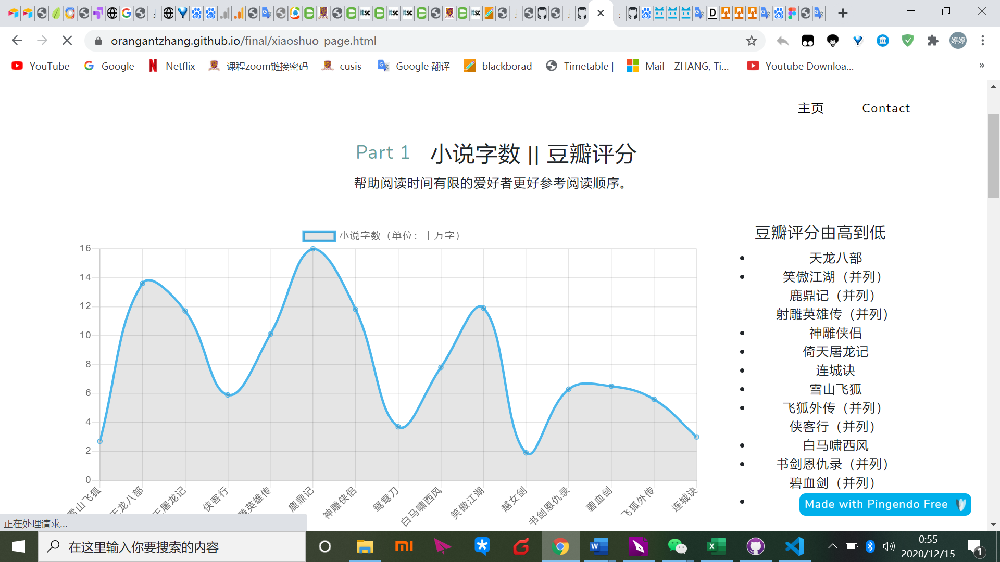 orangantzhang.github.io/final/xiaoshuo_page.html
婷婷
YouTube
Google
Netflix
课程zoom链接密码
cusis
Google 翻译
blackborad
Timetable |
Mail - ZHANG, Ti...
Youtube Downloa...
»
主页
Contact
Part 1 小说字数 || 豆瓣评分
帮助阅读时间有限的爱好者更好参考阅读顺序。
小说字数（单位：十万字）
16
14
12
10
8
6
4
2
0
雪山飞狐
天龙八部
天屠龙记
侠客行
雕英雄传
鹿鼎记
神雕侠侣
鸳鸯刀
白马啸西风
笑傲江湖
越女剑
书剑恩仇录
碧血剑
飞狐外传
连城诀
豆瓣评分由高到低
天龙八部
笑傲江湖（并列）
鹿鼎记（并列）
射雕英雄传（并列）
神雕侠侣
倚天屠龙记
连城诀
雪山飞狐
飞狐外传（并列）
侠客行（并列）
白马啸西风
书剑恩仇录（并列）
碧血剑（并列）
Made with Pingendo Free
正在处理请求...
在这里输入你要搜索的内容
0:55
2020/12/15
1